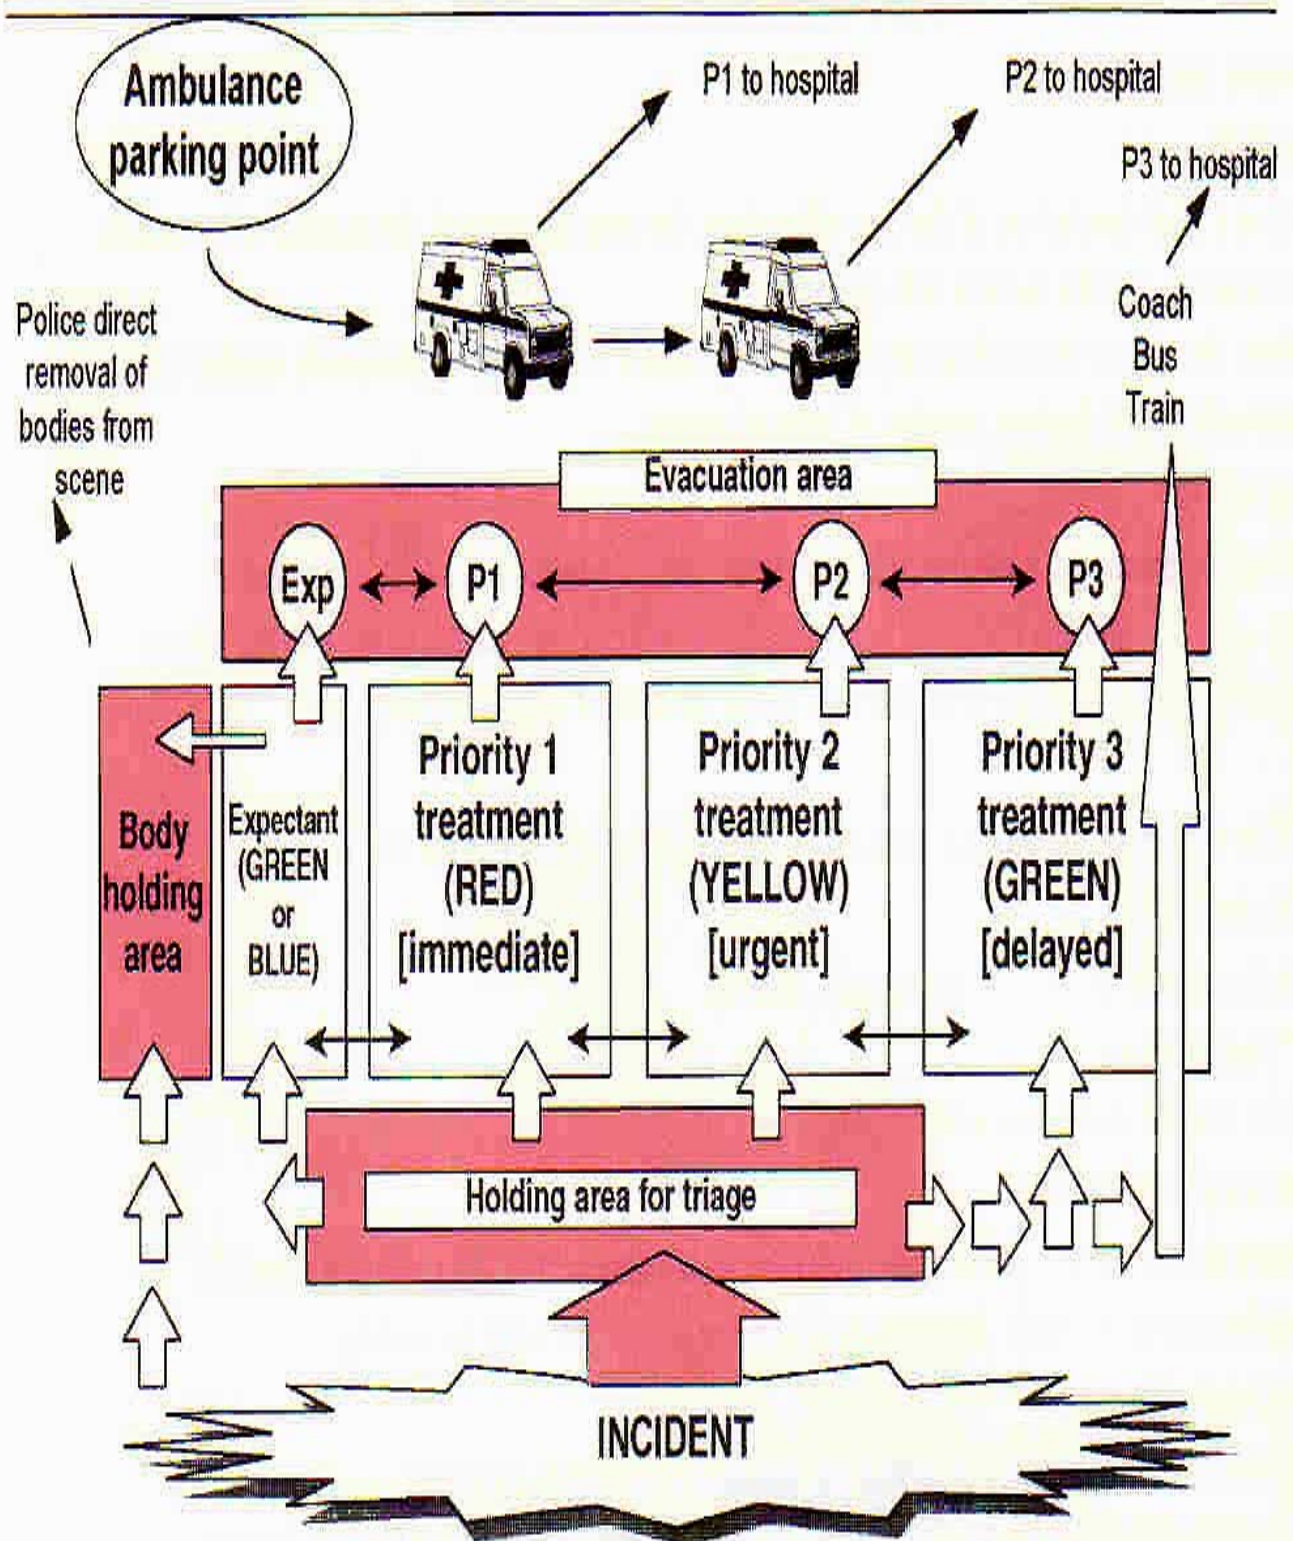 Ambulance
parking point
P1 to hospital
P2 to hospital
P3 to hospital
Police direct
removal of
bodies from
scene
Coach
Bus
Train
Evacuation area
Exp
P1
P2
P3
Body
holding
area
Expectant
(GREEN
or
BLUE)
Priority 1
treatment
(RED)
[immediate]
Priority 2
treatment
(YELLOW)
[urgent]
Priority 3
treatment
(GREEN)
[delayed]
Holding area for triage
INCIDENT